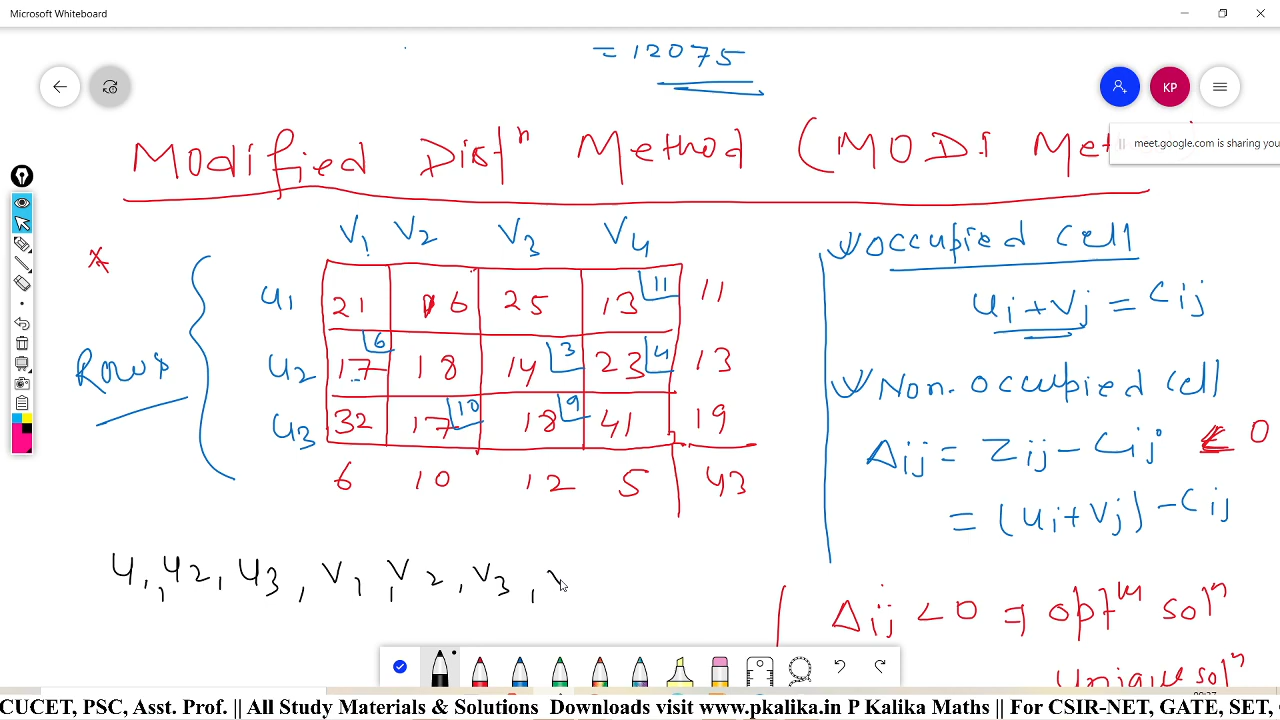 Microsoft Whiteboard
= 12075
KP
Modified Distⁿ Method (MODI Met
meet.google.com is sharing you
V1 V2 V3 V4
u1 21 16 25 13 11 11
Rows u2 17 6 18 14 3 23 4 13
u3 32 17 10 18 9 41 19
6 10 12 5 43
occupied cell
ui+vj = cij
Non. occupied cell
Δij = Zij - Cij ≤ 0
= (ui+vj) - cij
u1, u2, u3, v1, v2, v3,
Δij < 0 ⇒ optᵐ solⁿ
Unique solⁿ
CUCET, PSC, Asst. Prof. || All Study Materials & Solutions Downloads visit www.pkalika.in P Kalika Maths || For CSIR-NET, GATE, SET,